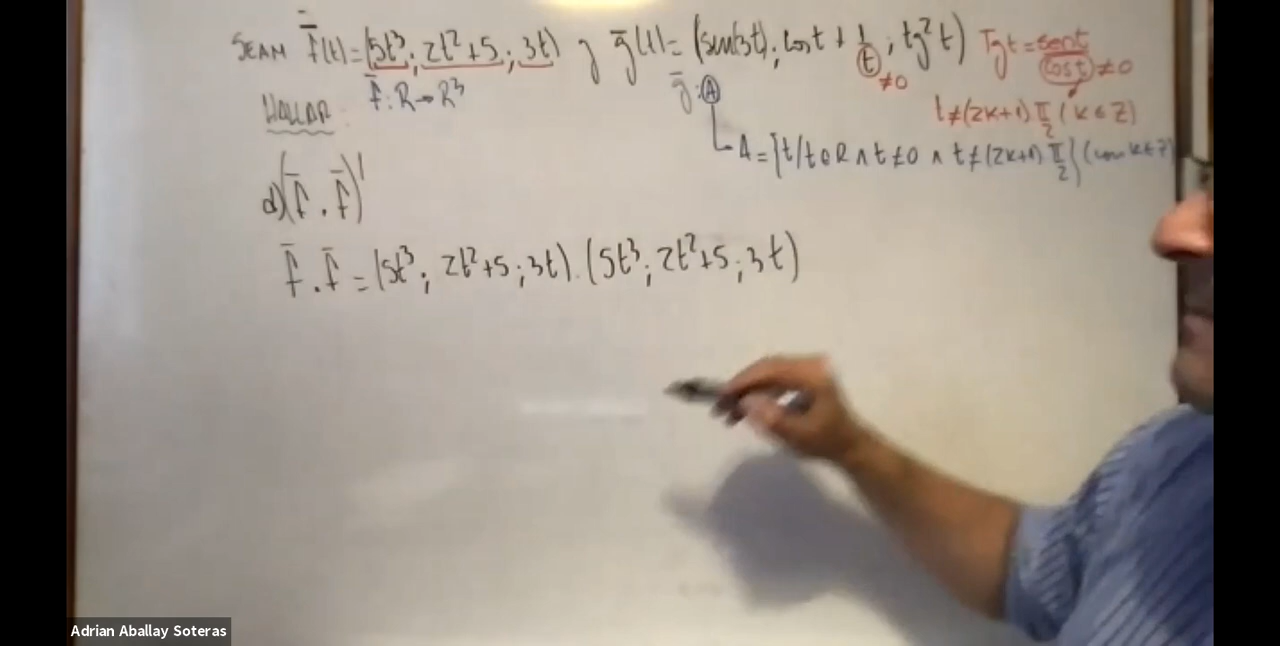 SEAN f̄(t)=(5t³; 2t²+5; 3t) y ḡ(t)=(sen(3t); cos t + 1/t; tg² t) Tg t = sen t/cos t ≠0
≠0
HALLAR f̄: R→R³ ḡ: A t≠(2k+1) π/2 (k∈Z)
A={t/t∈R ∧ t≠0 ∧ t≠(2k+1) π/2} (con k∈Z)
d) (f̄ . f̄)'
f̄ . f̄ = (5t³; 2t²+5; 3t) . (5t³; 2t²+5; 3t)
Adrian Aballay Soteras